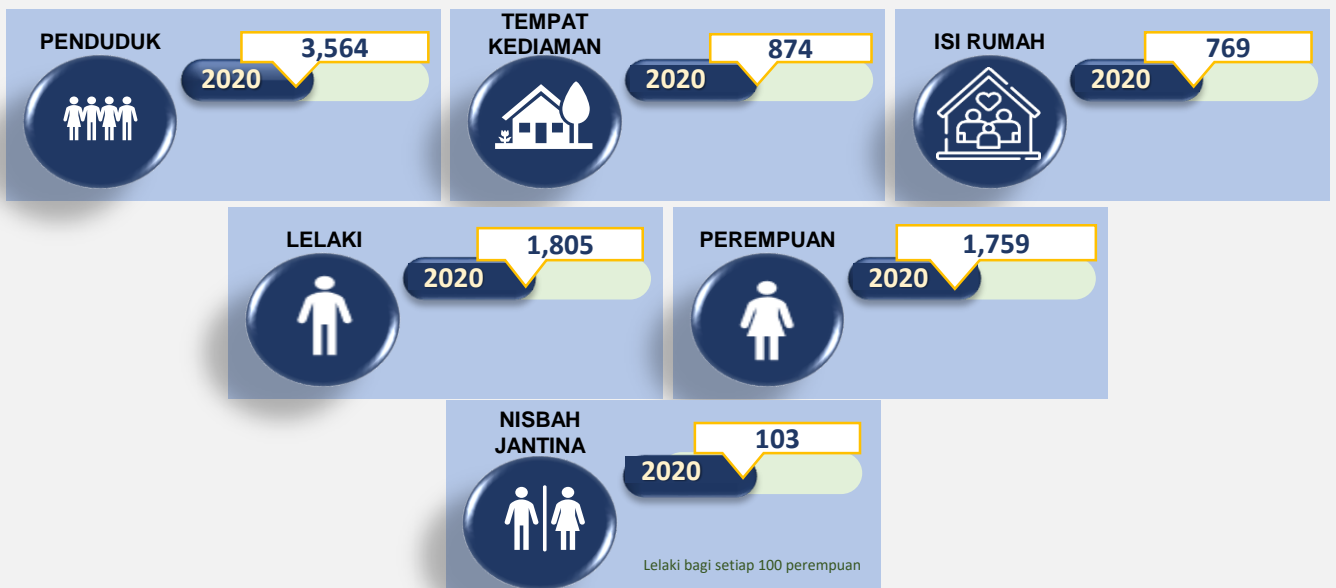 PENDUDUK
3,564
2020
TEMPAT
KEDIAMAN
874
2020
ISI RUMAH
769
2020
LELAKI
1,805
2020
PEREMPUAN
1,759
2020
NISBAH
JANTINA
103
2020
Lelaki bagi setiap 100 perempuan